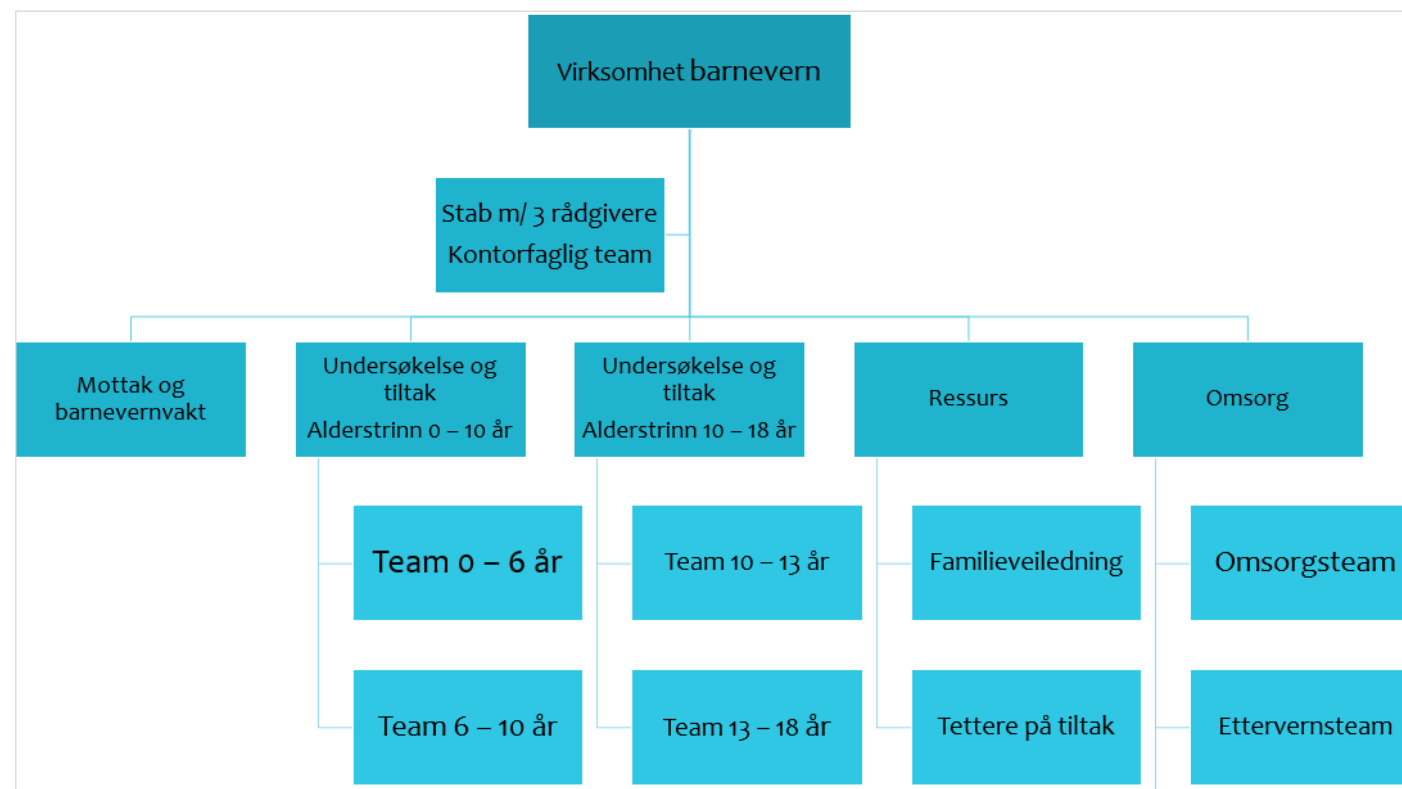 Virksomhet barnevern
Stab m/ 3 rådgivere
Kontorfaglig team
Mottak og
barnevernvakt
Undersøkelse og
tiltak
Alderstrinn 0 – 10 år
Undersøkelse og
tiltak
Alderstrinn 10 – 18 år
Ressurs
Omsorg
Team 0 – 6 år
Team 10 – 13 år
Familieveiledning
Omsorgsteam
Team 6 – 10 år
Team 13 – 18 år
Tettere på tiltak
Ettervernsteam